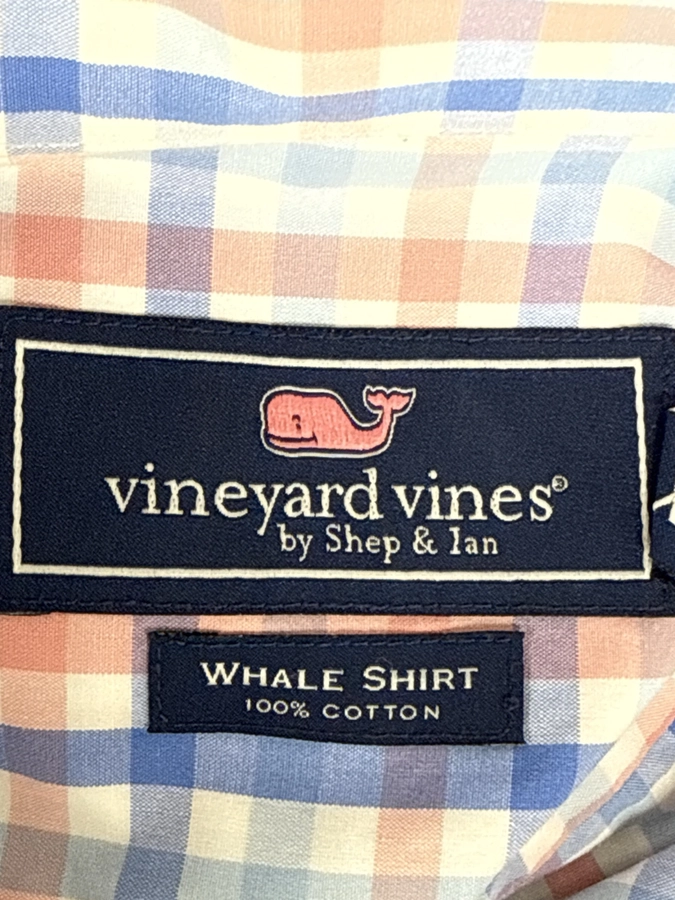 vineyard vines®
by Shep & Ian
WHALE SHIRT
100% COTTON